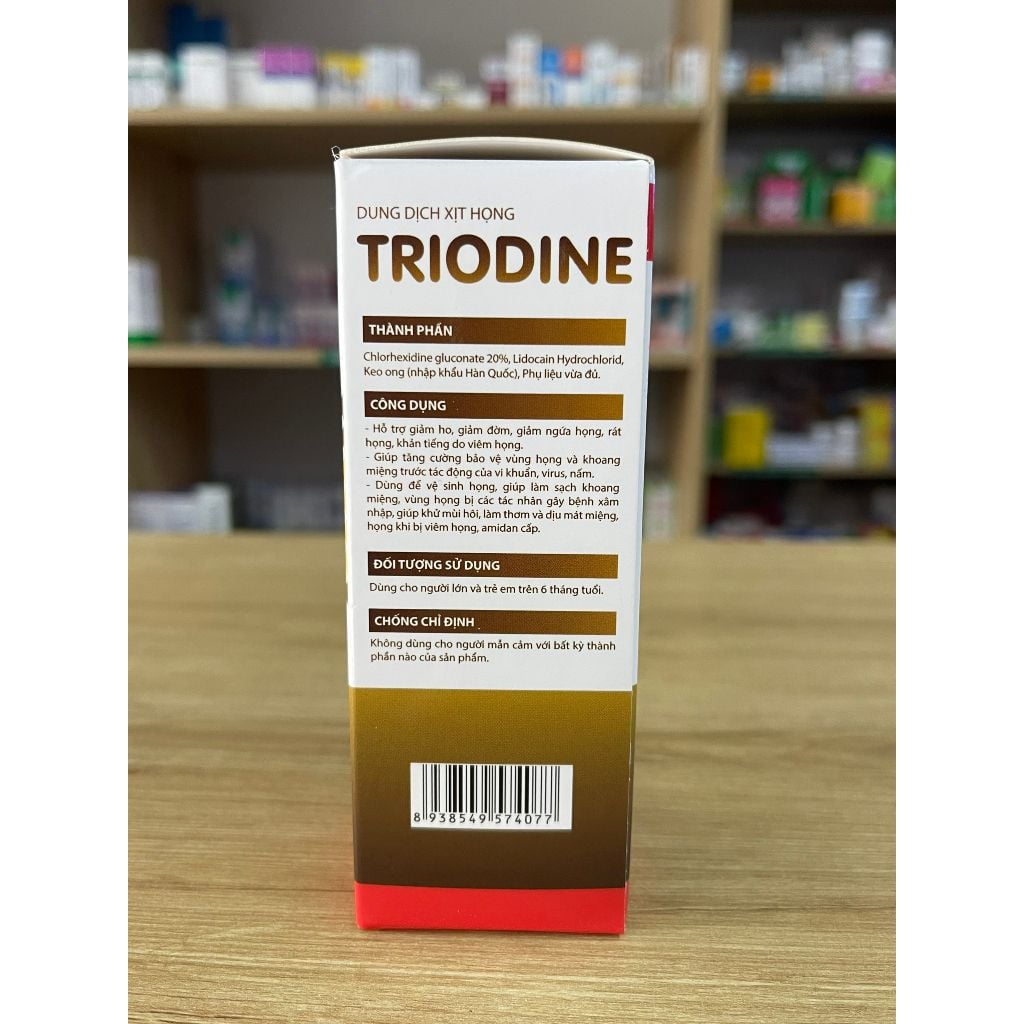 DUNG DỊCH XỊT HỌNG
TRIODINE
THÀNH PHẦN
Chlorhexidine gluconate 20%, Lidocain Hydrochlorid,
Keo ong (nhập khẩu Hàn Quốc), Phụ liệu vừa đủ.
CÔNG DỤNG
- Hỗ trợ giảm ho, giảm đờm, giảm ngứa họng, rát
họng, khản tiếng do viêm họng.
- Giúp tăng cường bảo vệ vùng họng và khoang
miệng trước tác động của vi khuẩn, virus, nấm.
- Dùng để vệ sinh họng, giúp làm sạch khoang
miệng, vùng họng bị các tác nhân gây bệnh xâm
nhập, giúp khử mùi hôi, làm thơm và dịu mát miệng,
họng khi bị viêm họng, amidan cấp.
ĐỐI TƯỢNG SỬ DỤNG
Dùng cho người lớn và trẻ em trên 6 tháng tuổi.
CHỐNG CHỈ ĐỊNH
Không dùng cho người mẫn cảm với bất kỳ thành
phần nào của sản phẩm.
8 938549 574077